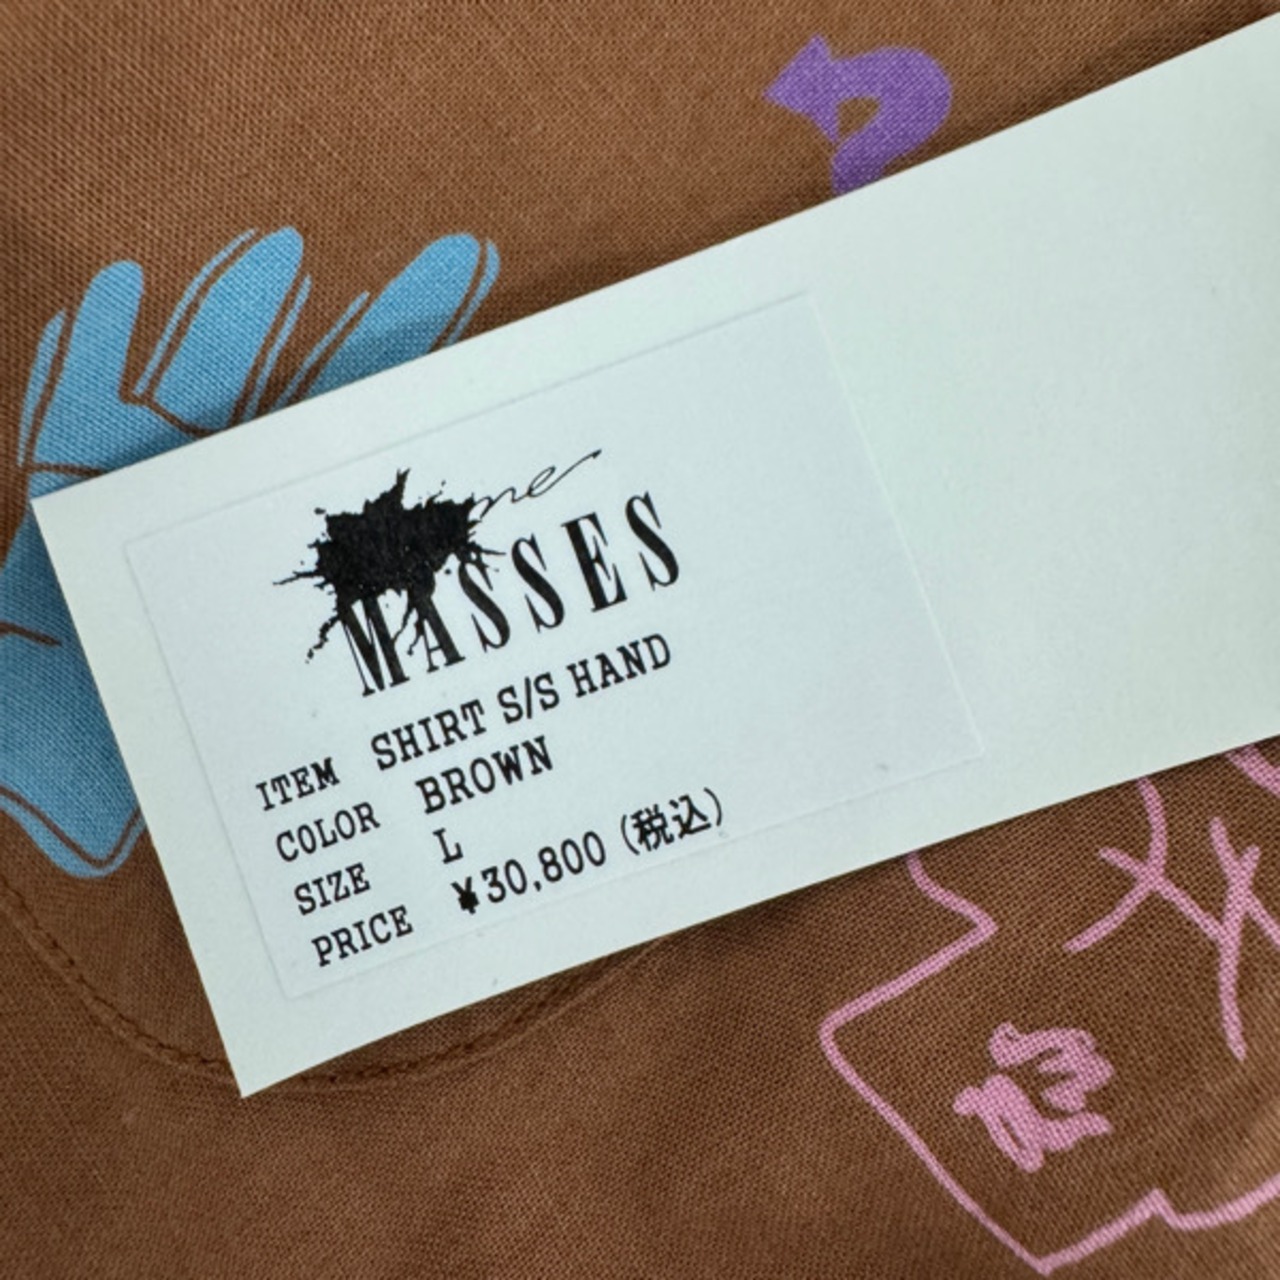 me
MASSES
ITEM SHIRT S/S HAND
COLOR BROWN
SIZE L
PRICE ¥30,800 (税込)